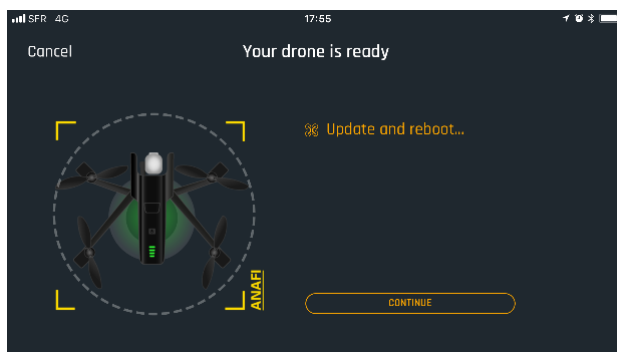 SFR 4G
17:55
Cancel
Your drone is ready
Update and reboot...
ANAFI
CONTINUE